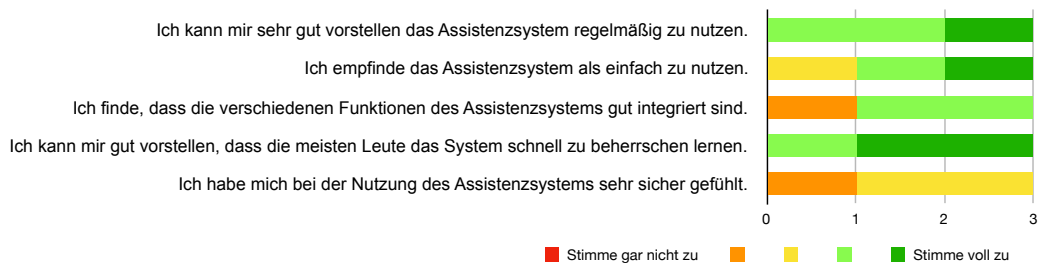 Ich kann mir sehr gut vorstellen das Assistenzsystem regelmäßig zu nutzen.
Ich empfinde das Assistenzsystem als einfach zu nutzen.
Ich finde, dass die verschiedenen Funktionen des Assistenzsystems gut integriert sind.
Ich kann mir gut vorstellen, dass die meisten Leute das System schnell zu beherrschen lernen.
Ich habe mich bei der Nutzung des Assistenzsystems sehr sicher gefühlt.
0 1 2 3
Stimme gar nicht zu Stimme voll zu